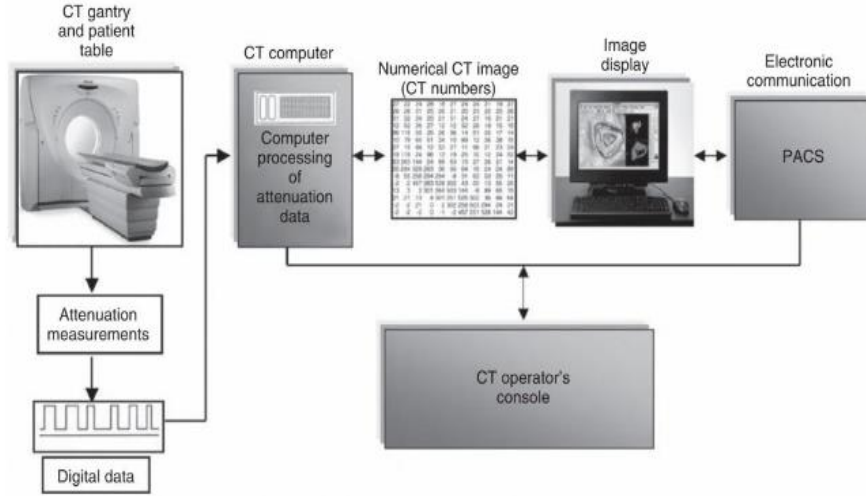 CT gantry
and patient
table
CT computer
Computer
processing
of
attenuation
data
Numerical CT image
(CT numbers)
Image
display
Electronic
communication
PACS
Attenuation
measurements
Digital data
CT operator's
console